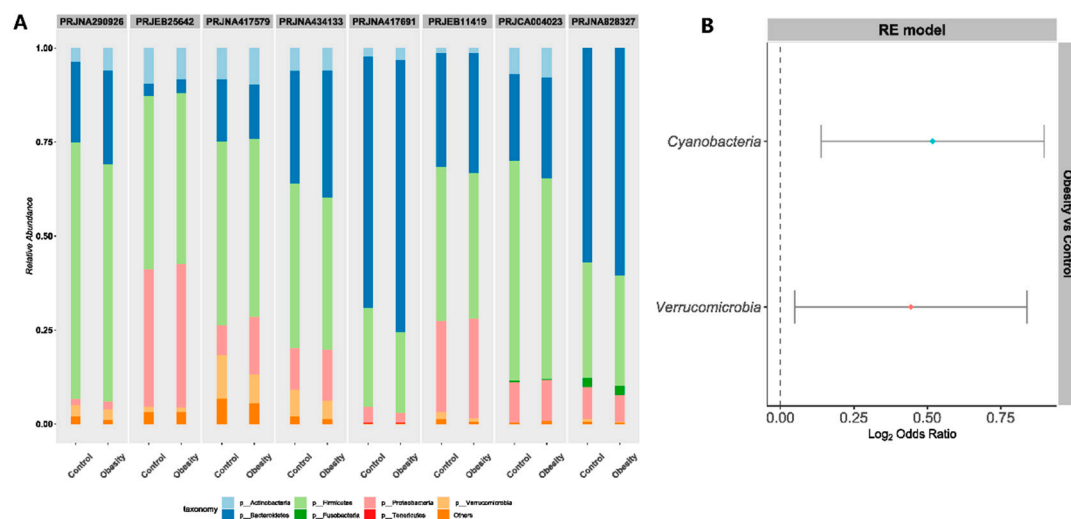 A
PRJNA290926 PRJEB25642 PRJNA417579 PRJNA434133 PRJNA417691 PRJEB11419 PRJCA004023 PRJNA828327
1.00
0.75
0.50
0.25
0.00
Relative Abundance
Control Obesity Control Obesity Control Obesity Control Obesity Control Obesity Control Obesity Control Obesity Control Obesity
taxonomy
p__Actinobacteria p__Firmicutes p__Proteobacteria p__Verrucomicrobia
p__Bacteroidetes p__Fusobacteria p__Tenericutes Others
B
RE model
Cyanobacteria
Verrucomicrobia
Obesity vs Control
0.00 0.25 0.50 0.75
Log2 Odds Ratio